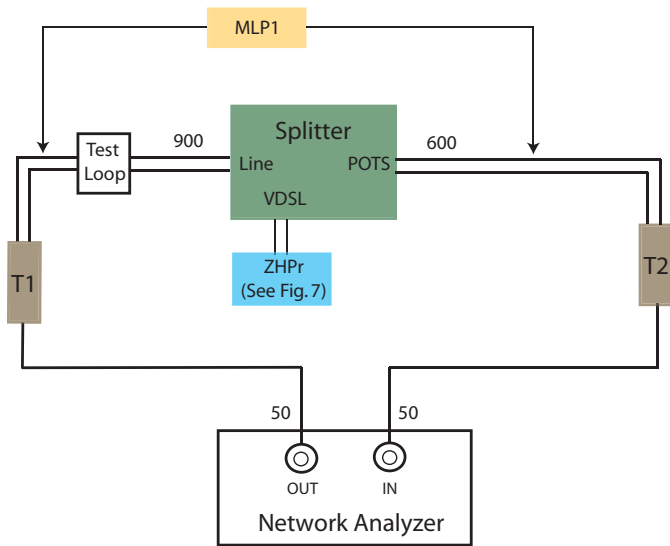 MLP1
Test
Loop
900
Splitter
Line
POTS
VDSL
600
ZHPr
(See Fig. 7)
T1
T2
50
50
OUT
IN
Network Analyzer